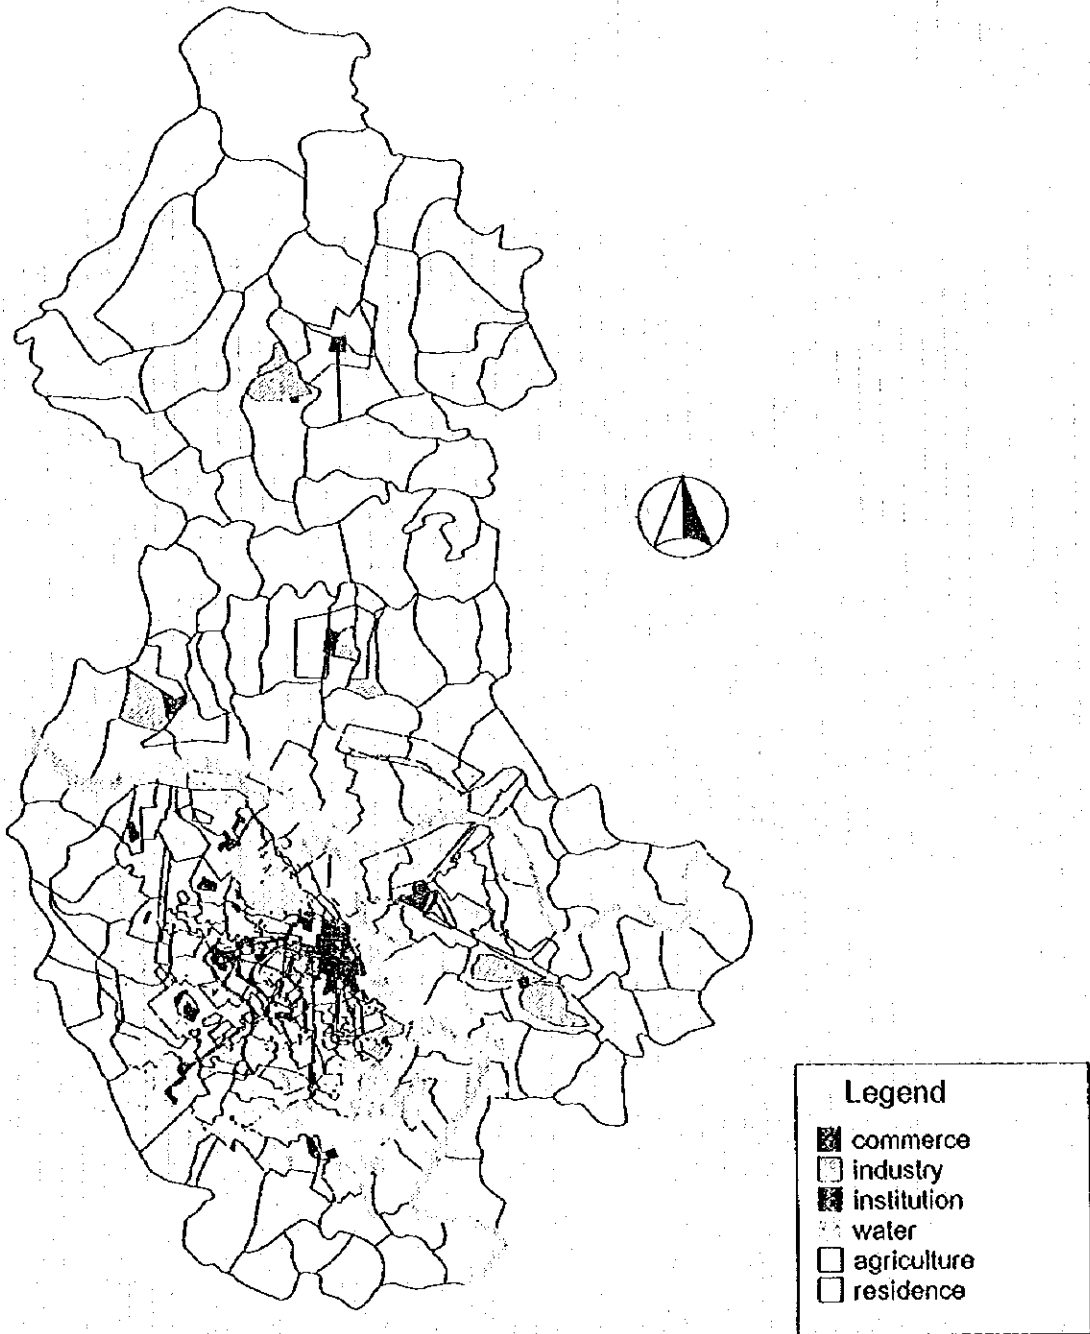 Legend
commerce
industry
institution
water
agriculture
residence